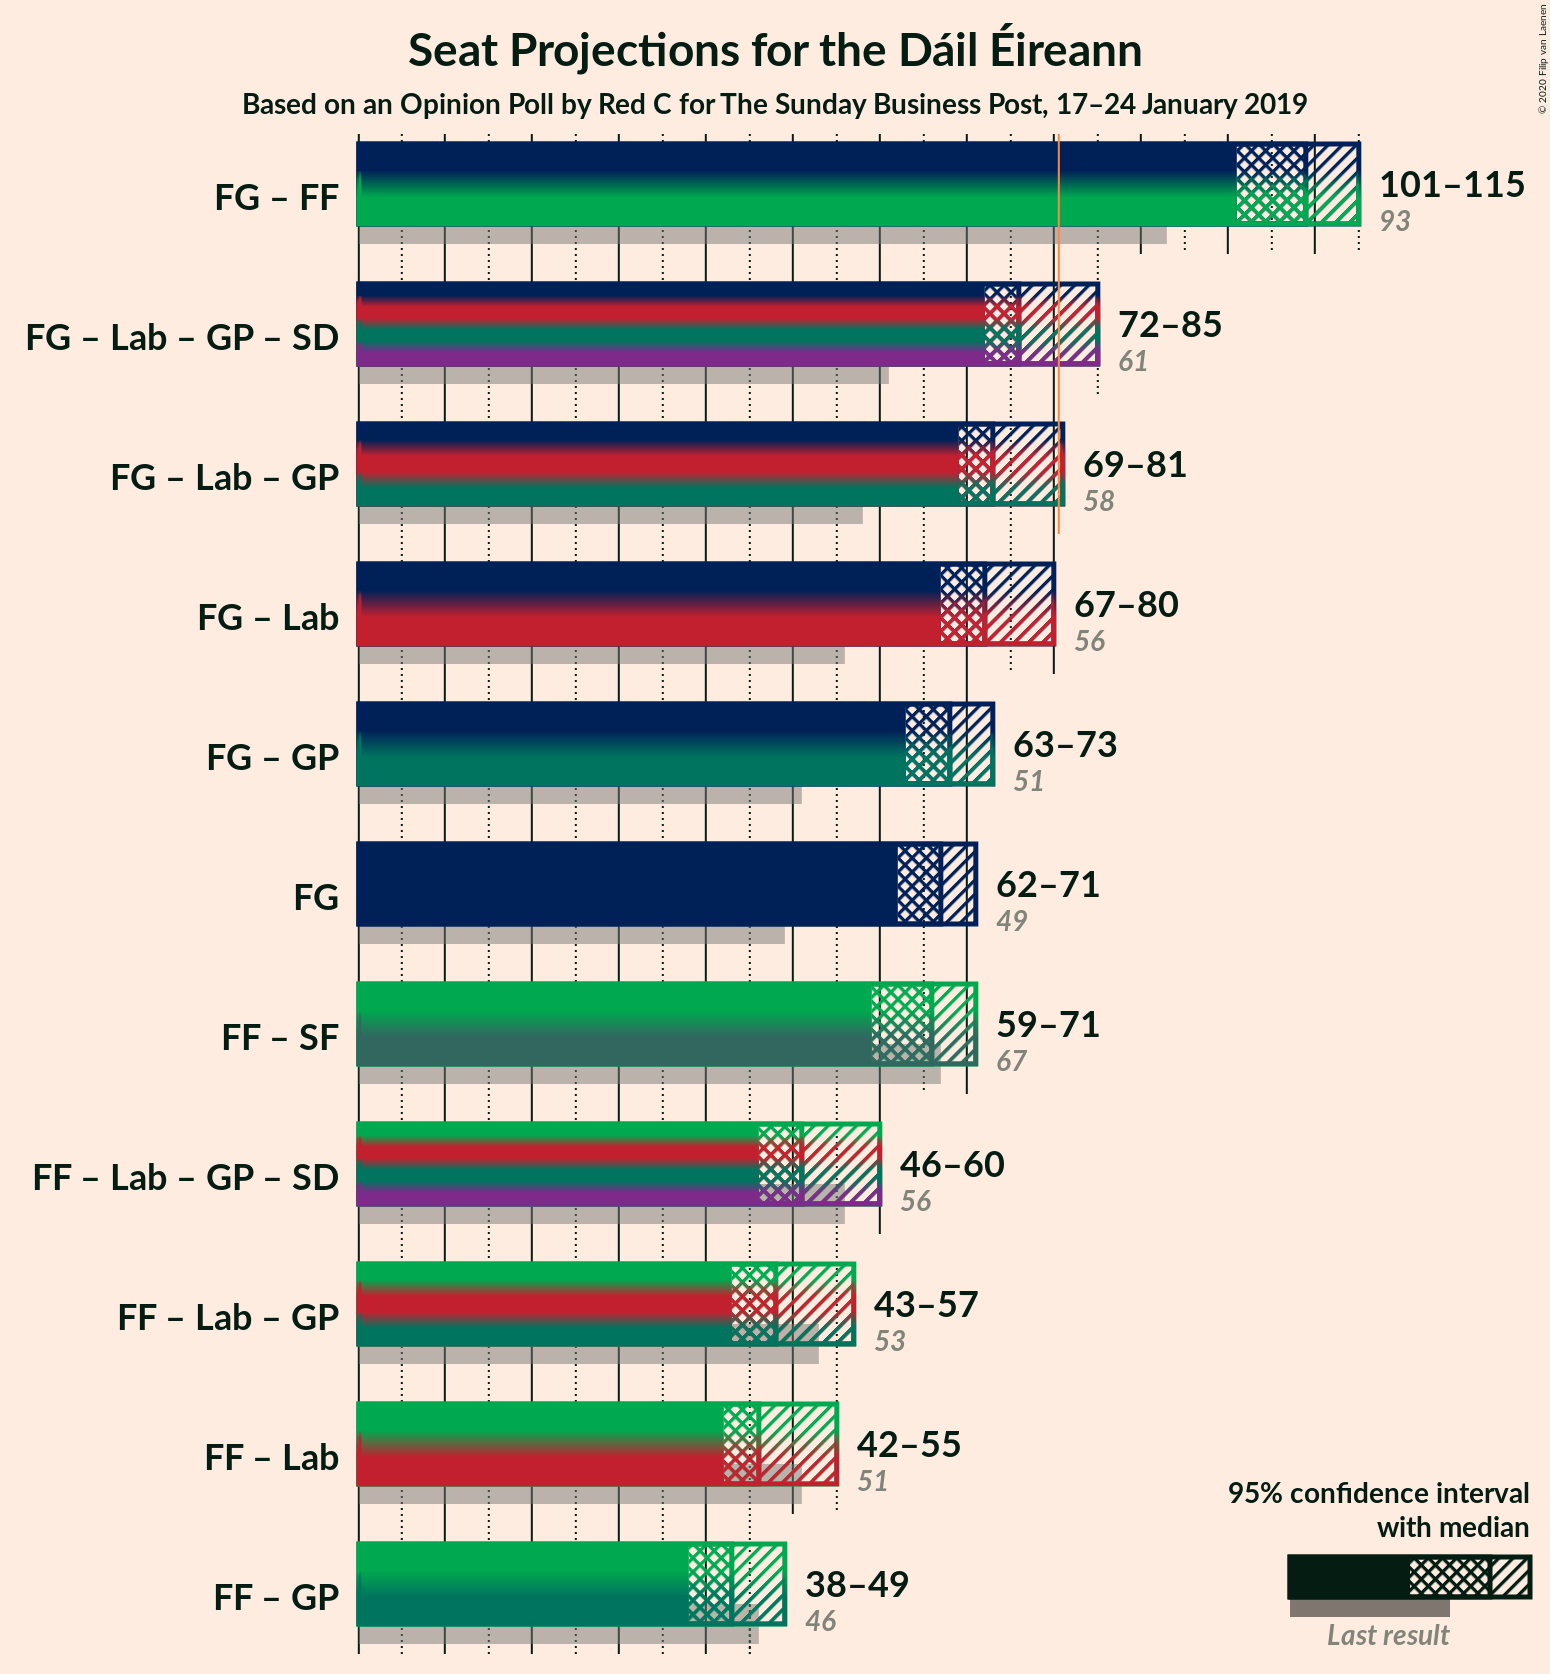 Seat Projections for the Dáil Éireann
Based on an Opinion Poll by Red C for The Sunday Business Post, 17–24 January 2019
© 2020 Filip van Laenen
FG – FF
101–115
93
FG – Lab – GP – SD
72–85
61
FG – Lab – GP
69–81
58
FG – Lab
67–80
56
FG – GP
63–73
51
FG
62–71
49
FF – SF
59–71
67
FF – Lab – GP – SD
46–60
56
FF – Lab – GP
43–57
53
FF – Lab
42–55
51
FF – GP
38–49
46
95% confidence interval
with median
Last result